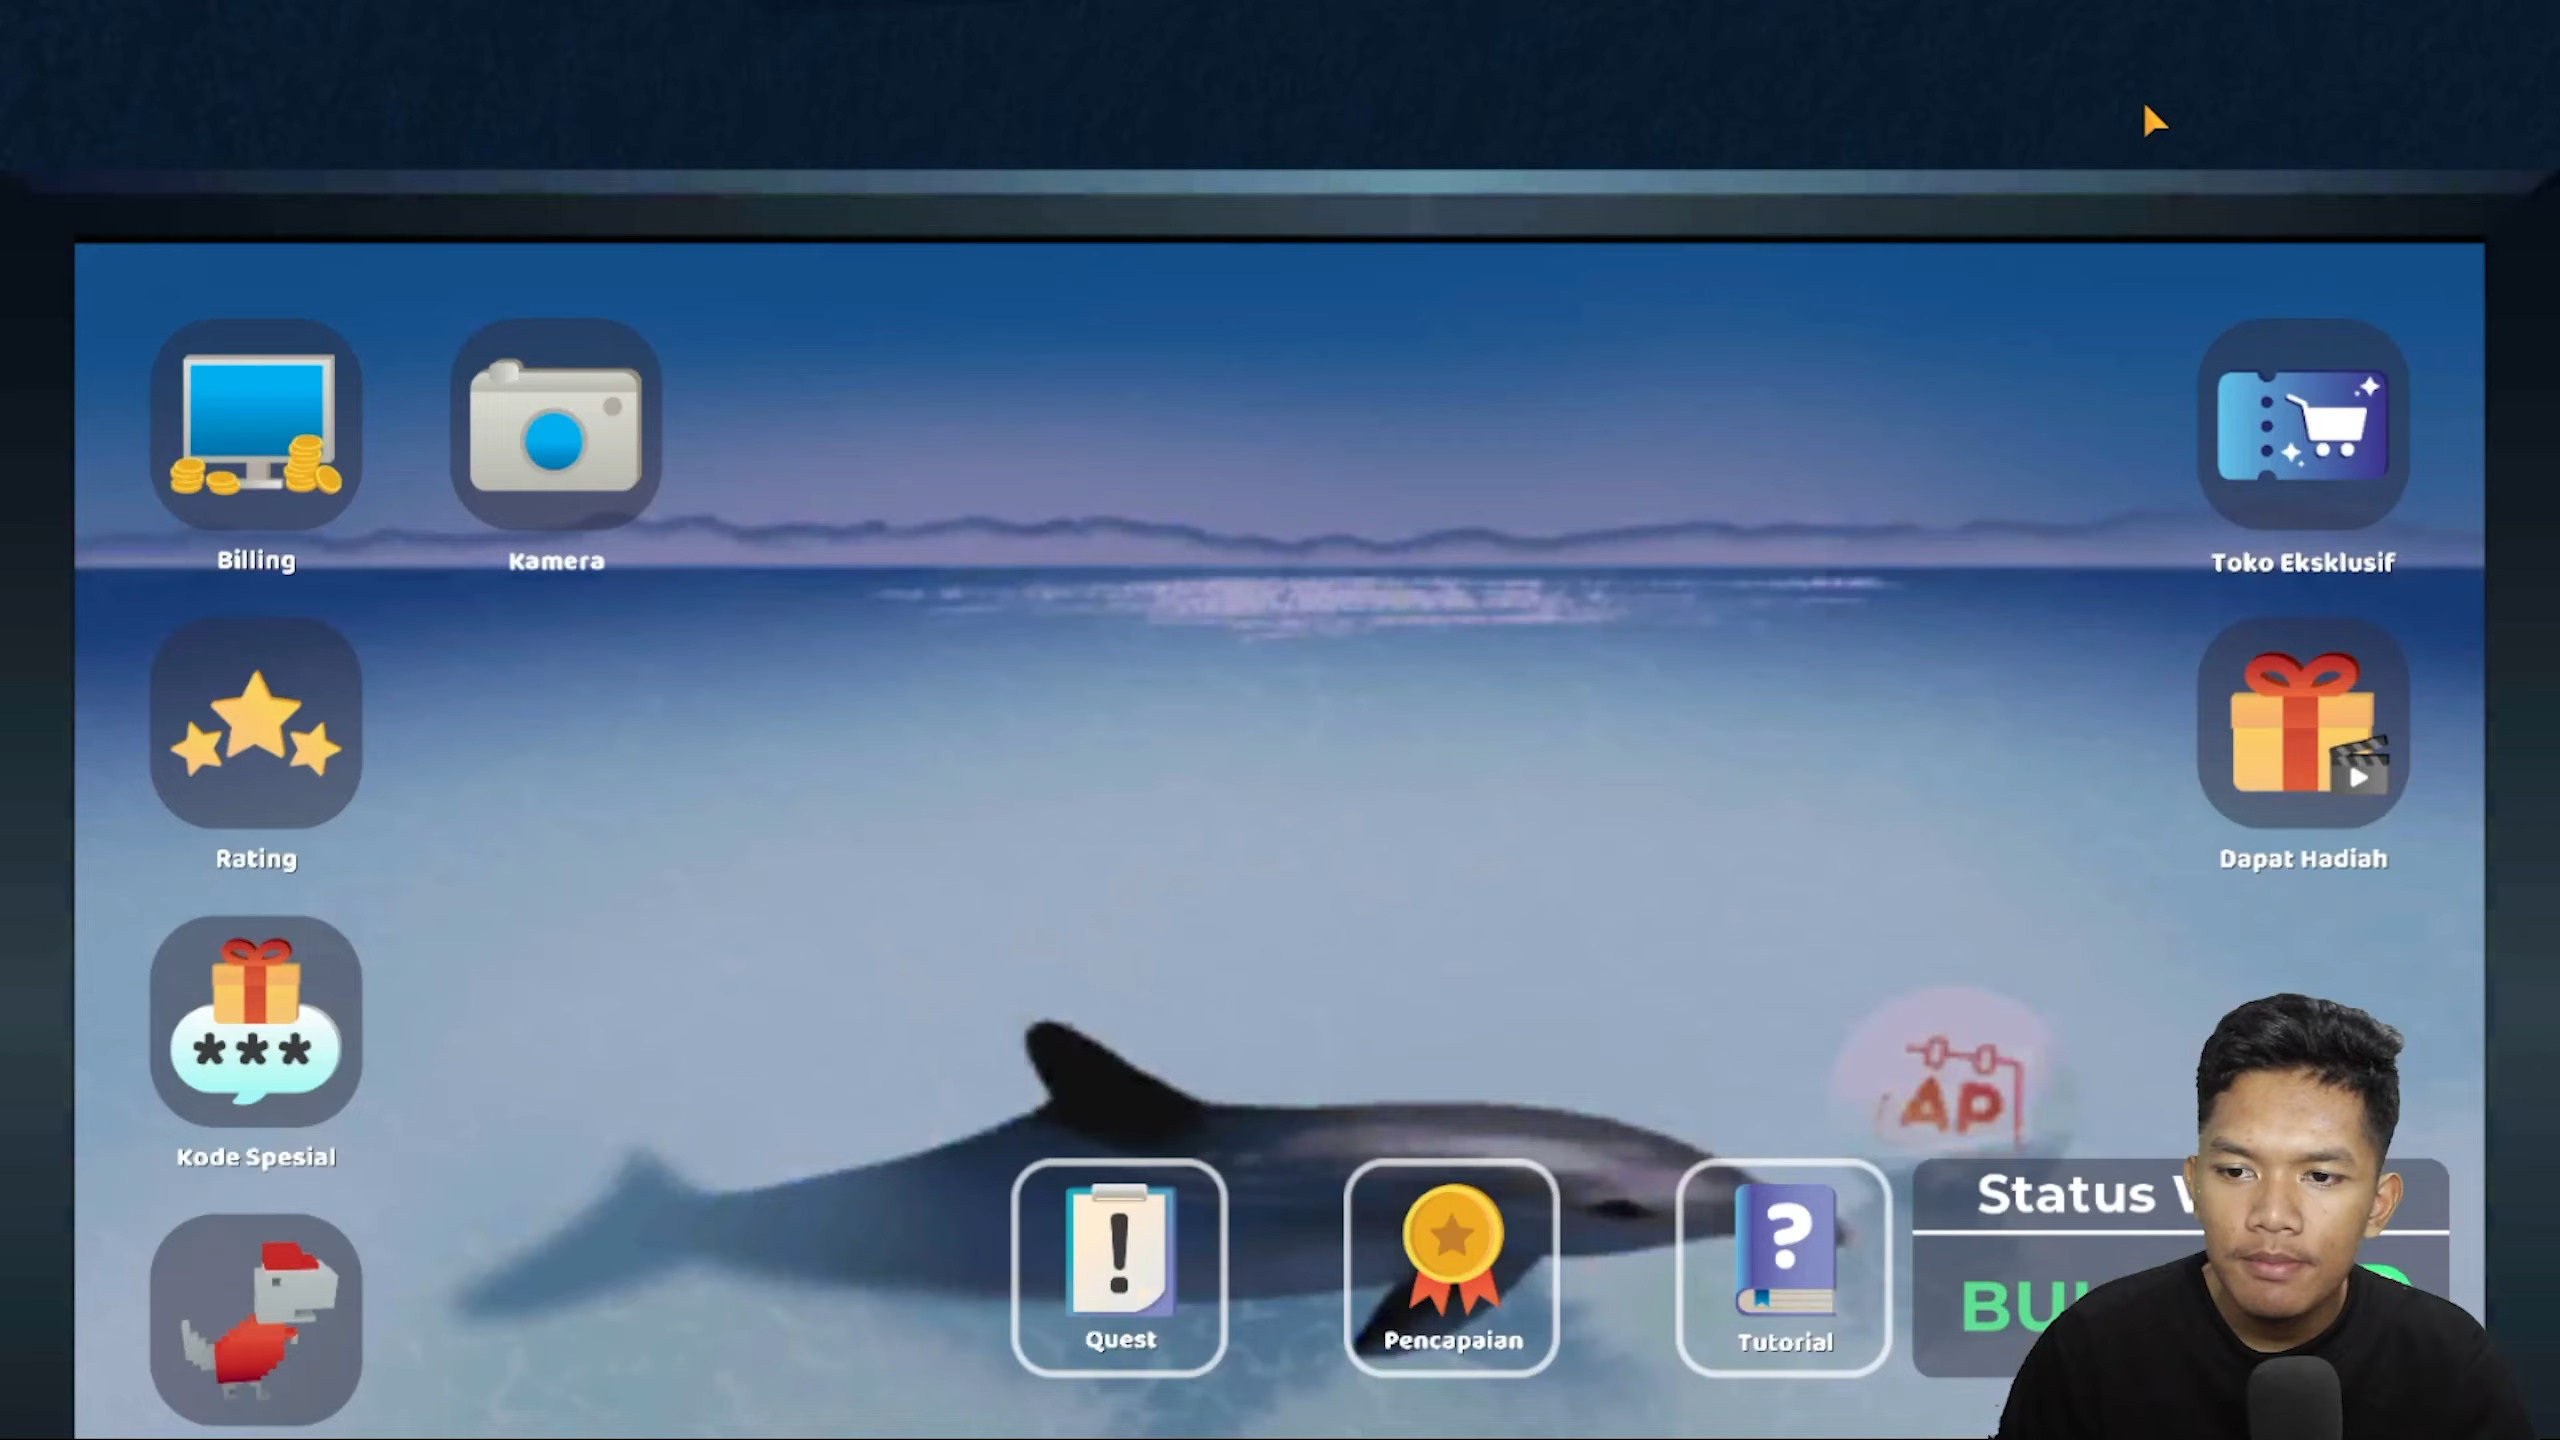 Billing
Kamera
Toko Eksklusif
Rating
Dapat Hadiah
***
Kode Spesial
AP
Status
Quest
Pencapaian
Tutorial